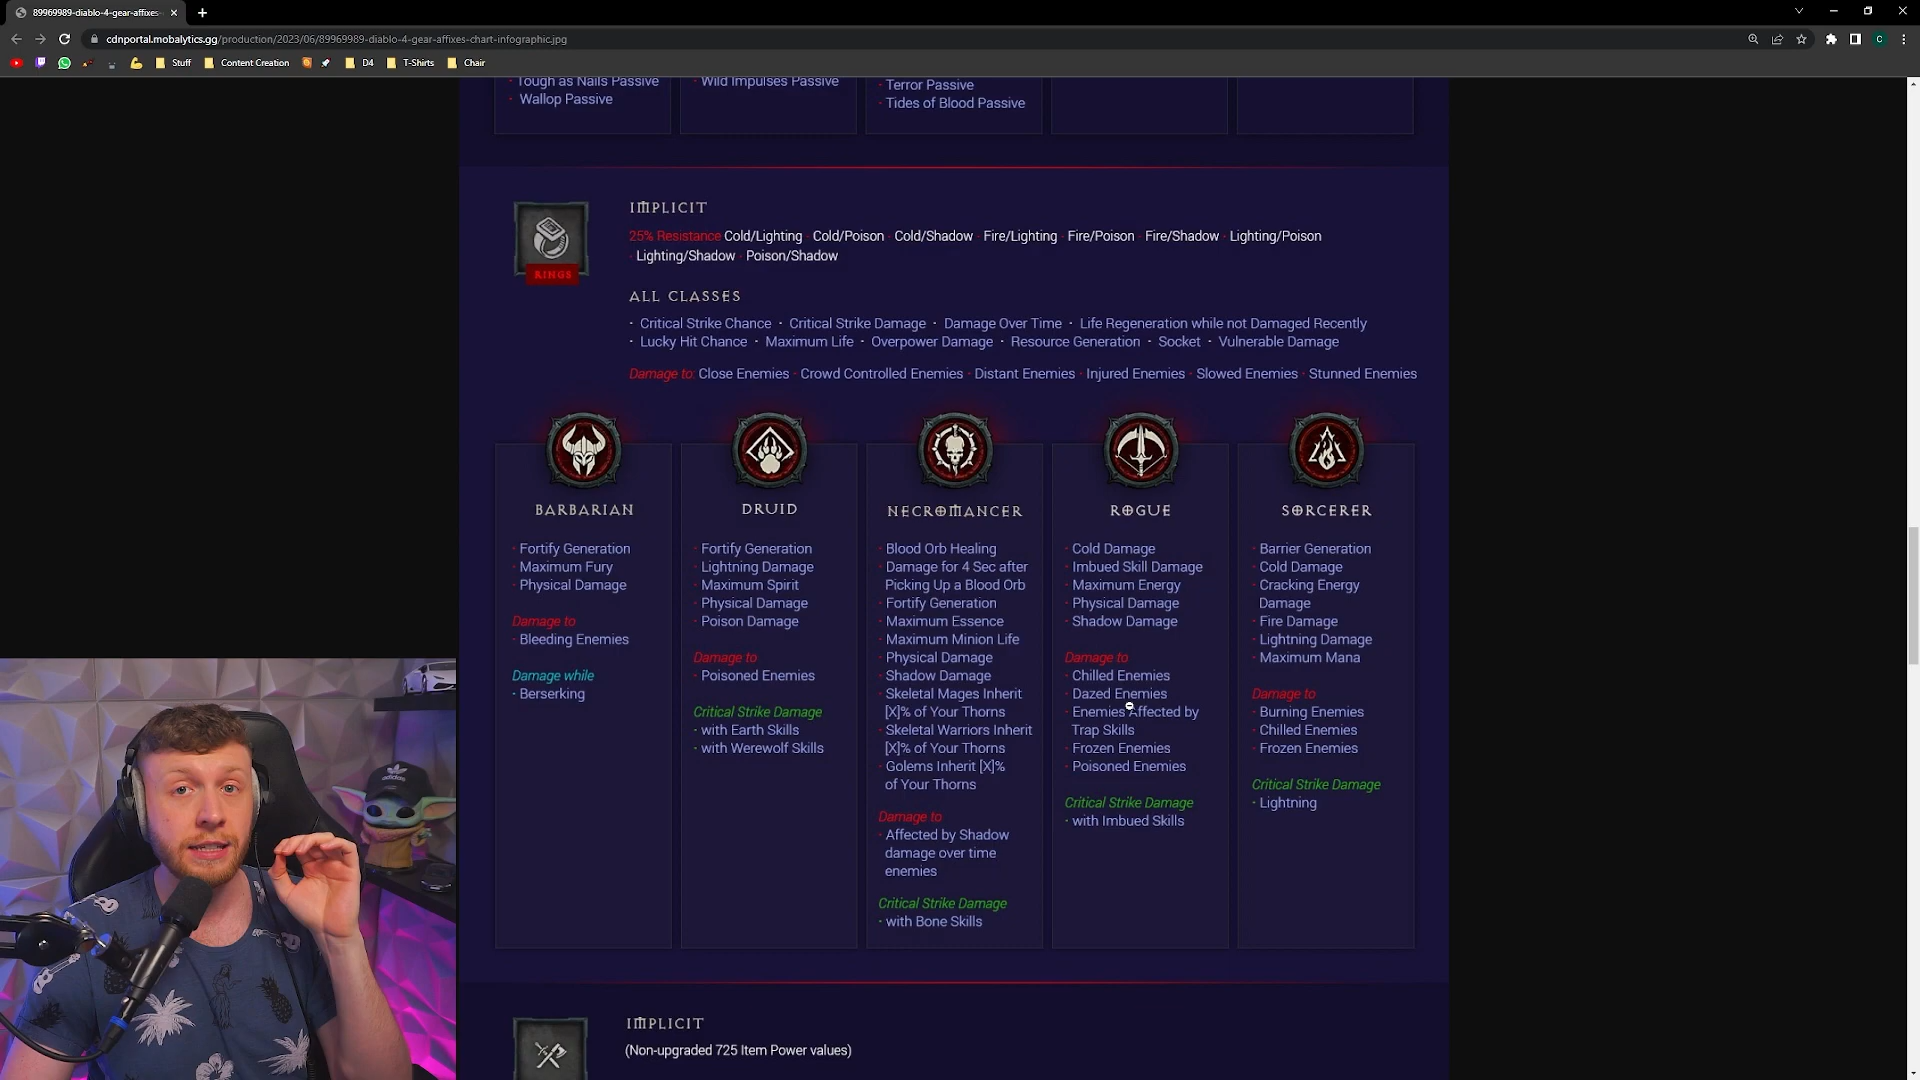 89969989-diablo-4-gear-affixes-
cdnportal.mobalytics.gg/production/2023/06/89969989-diablo-4-gear-affixes-chart-infographic.jpg
C
Stuff
Content Creation
D4
T-Shirts
Chair
· Tough as Nails Passive
· Wallop Passive
· Wild Impulses Passive
· Terror Passive
· Tides of Blood Passive
RINGS
IMPLICIT
25% Resistance Cold/Lighting · Cold/Poison · Cold/Shadow · Fire/Lighting · Fire/Poison · Fire/Shadow · Lighting/Poison
· Lighting/Shadow · Poison/Shadow
ALL CLASSES
· Critical Strike Chance · Critical Strike Damage · Damage Over Time · Life Regeneration while not Damaged Recently
· Lucky Hit Chance · Maximum Life · Overpower Damage · Resource Generation · Socket · Vulnerable Damage
Damage to: Close Enemies · Crowd Controlled Enemies · Distant Enemies · Injured Enemies · Slowed Enemies · Stunned Enemies
BARBARIAN
· Fortify Generation
· Maximum Fury
· Physical Damage
Damage to
· Bleeding Enemies
Damage while
· Berserking
DRUID
· Fortify Generation
· Lightning Damage
· Maximum Spirit
· Physical Damage
· Poison Damage
Damage to
· Poisoned Enemies
Critical Strike Damage
· with Earth Skills
· with Werewolf Skills
NECROMANCER
· Blood Orb Healing
· Damage for 4 Sec after
Picking Up a Blood Orb
· Fortify Generation
· Maximum Essence
· Maximum Minion Life
· Physical Damage
· Shadow Damage
· Skeletal Mages Inherit
[X]% of Your Thorns
· Skeletal Warriors Inherit
[X]% of Your Thorns
· Golems Inherit [X]%
of Your Thorns
Damage to
· Affected by Shadow
damage over time
enemies
Critical Strike Damage
· with Bone Skills
ROGUE
· Cold Damage
· Imbued Skill Damage
· Maximum Energy
· Physical Damage
· Shadow Damage
Damage to
· Chilled Enemies
· Dazed Enemies
· Enemies Affected by
Trap Skills
· Frozen Enemies
· Poisoned Enemies
Critical Strike Damage
· with Imbued Skills
SORCERER
· Barrier Generation
· Cold Damage
· Cracking Energy
Damage
· Fire Damage
· Lightning Damage
· Maximum Mana
Damage to
· Burning Enemies
· Chilled Enemies
· Frozen Enemies
Critical Strike Damage
· Lightning
IMPLICIT
(Non-upgraded 725 Item Power values)
adidas